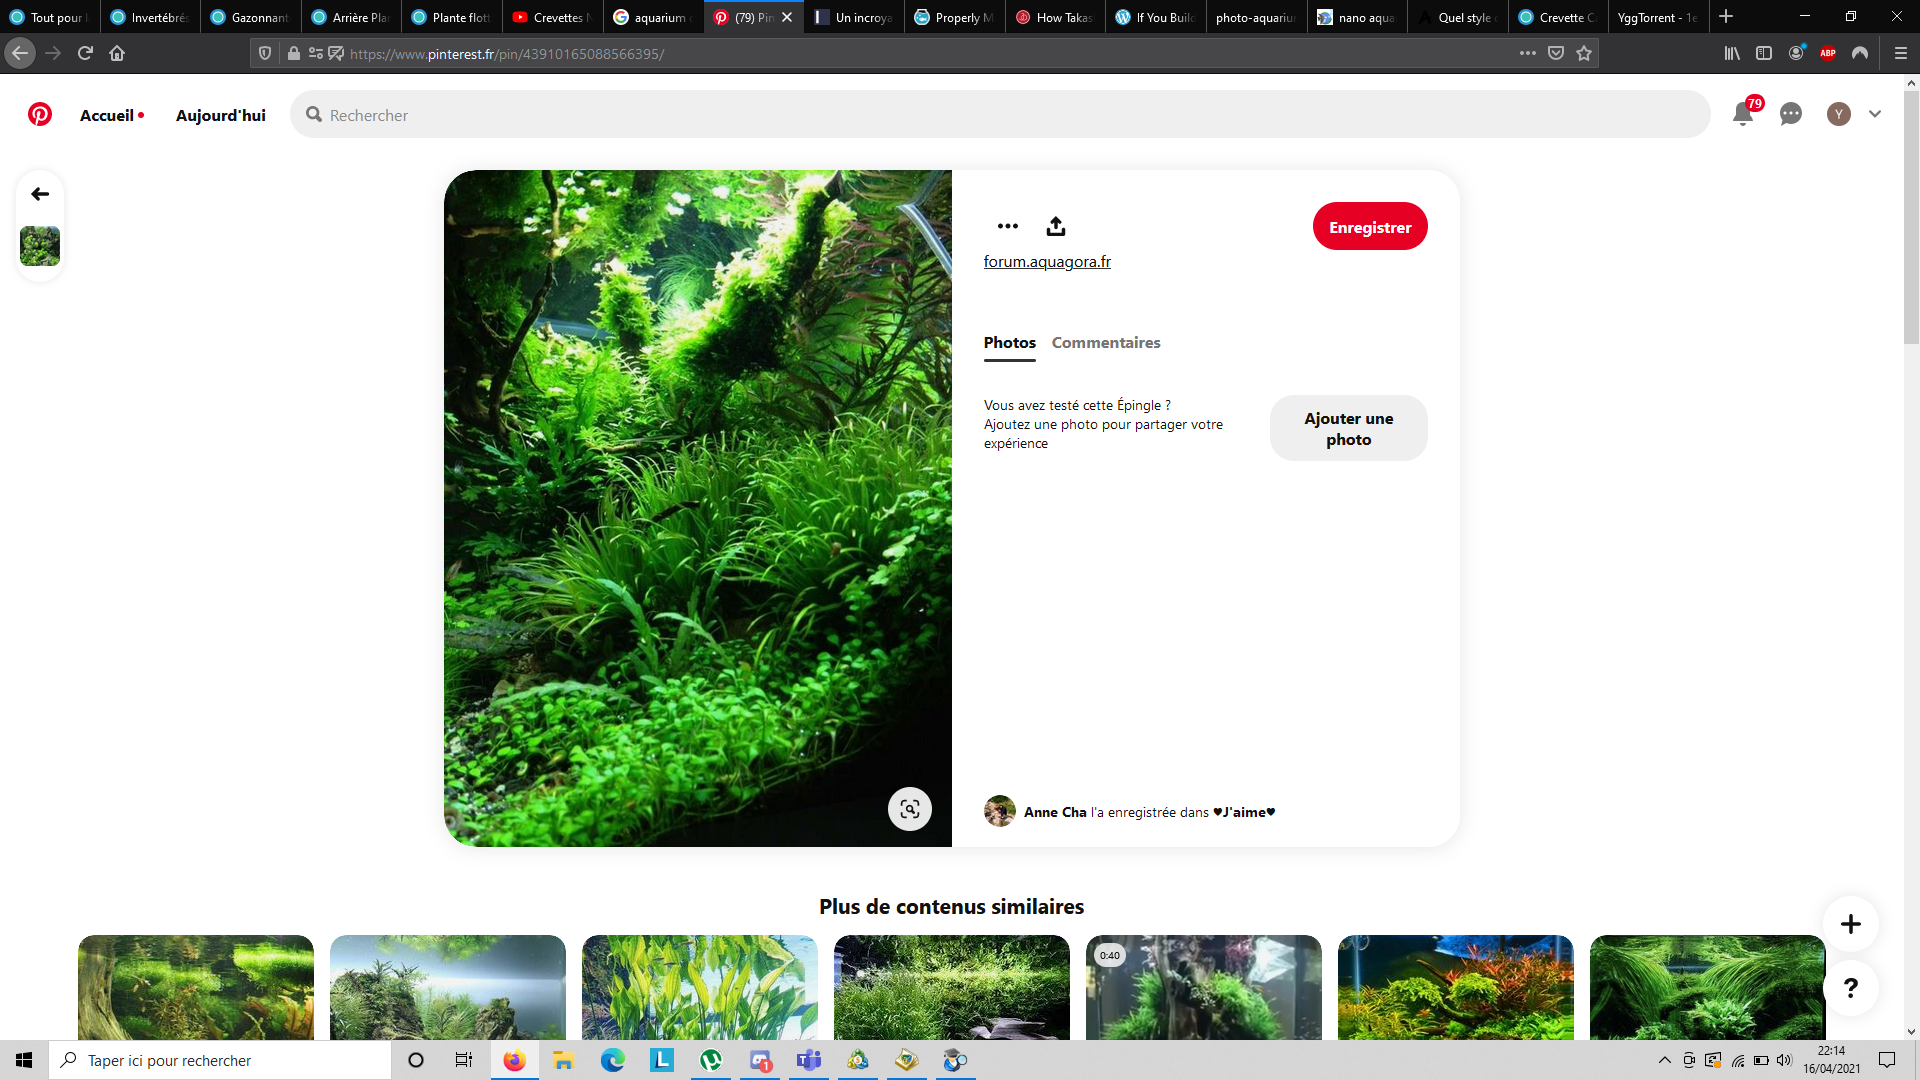 Tout pour l
Invertébrés
Gazonnant
Arrière Pla
Plante flott
Crevettes N
aquarium c
(79) Pin
Un incroya
Properly M
How Takas
If You Build
photo-aquariu
nano aqua
Quel style c
Crevette Ca
YggTorrent - 1e
https://www.pinterest.fr/pin/43910165088566395/
ABP
Accueil
Aujourd'hui
Rechercher
79
Y
Enregistrer
forum.aquagora.fr
Photos
Commentaires
Vous avez testé cette Épingle ?
Ajoutez une photo pour partager votre
expérience
Ajouter une
photo
Anne Cha l'a enregistrée dans ♥J'aime♥
Plus de contenus similaires
0:40
?
Taper ici pour rechercher
L
1
22:14
16/04/2021